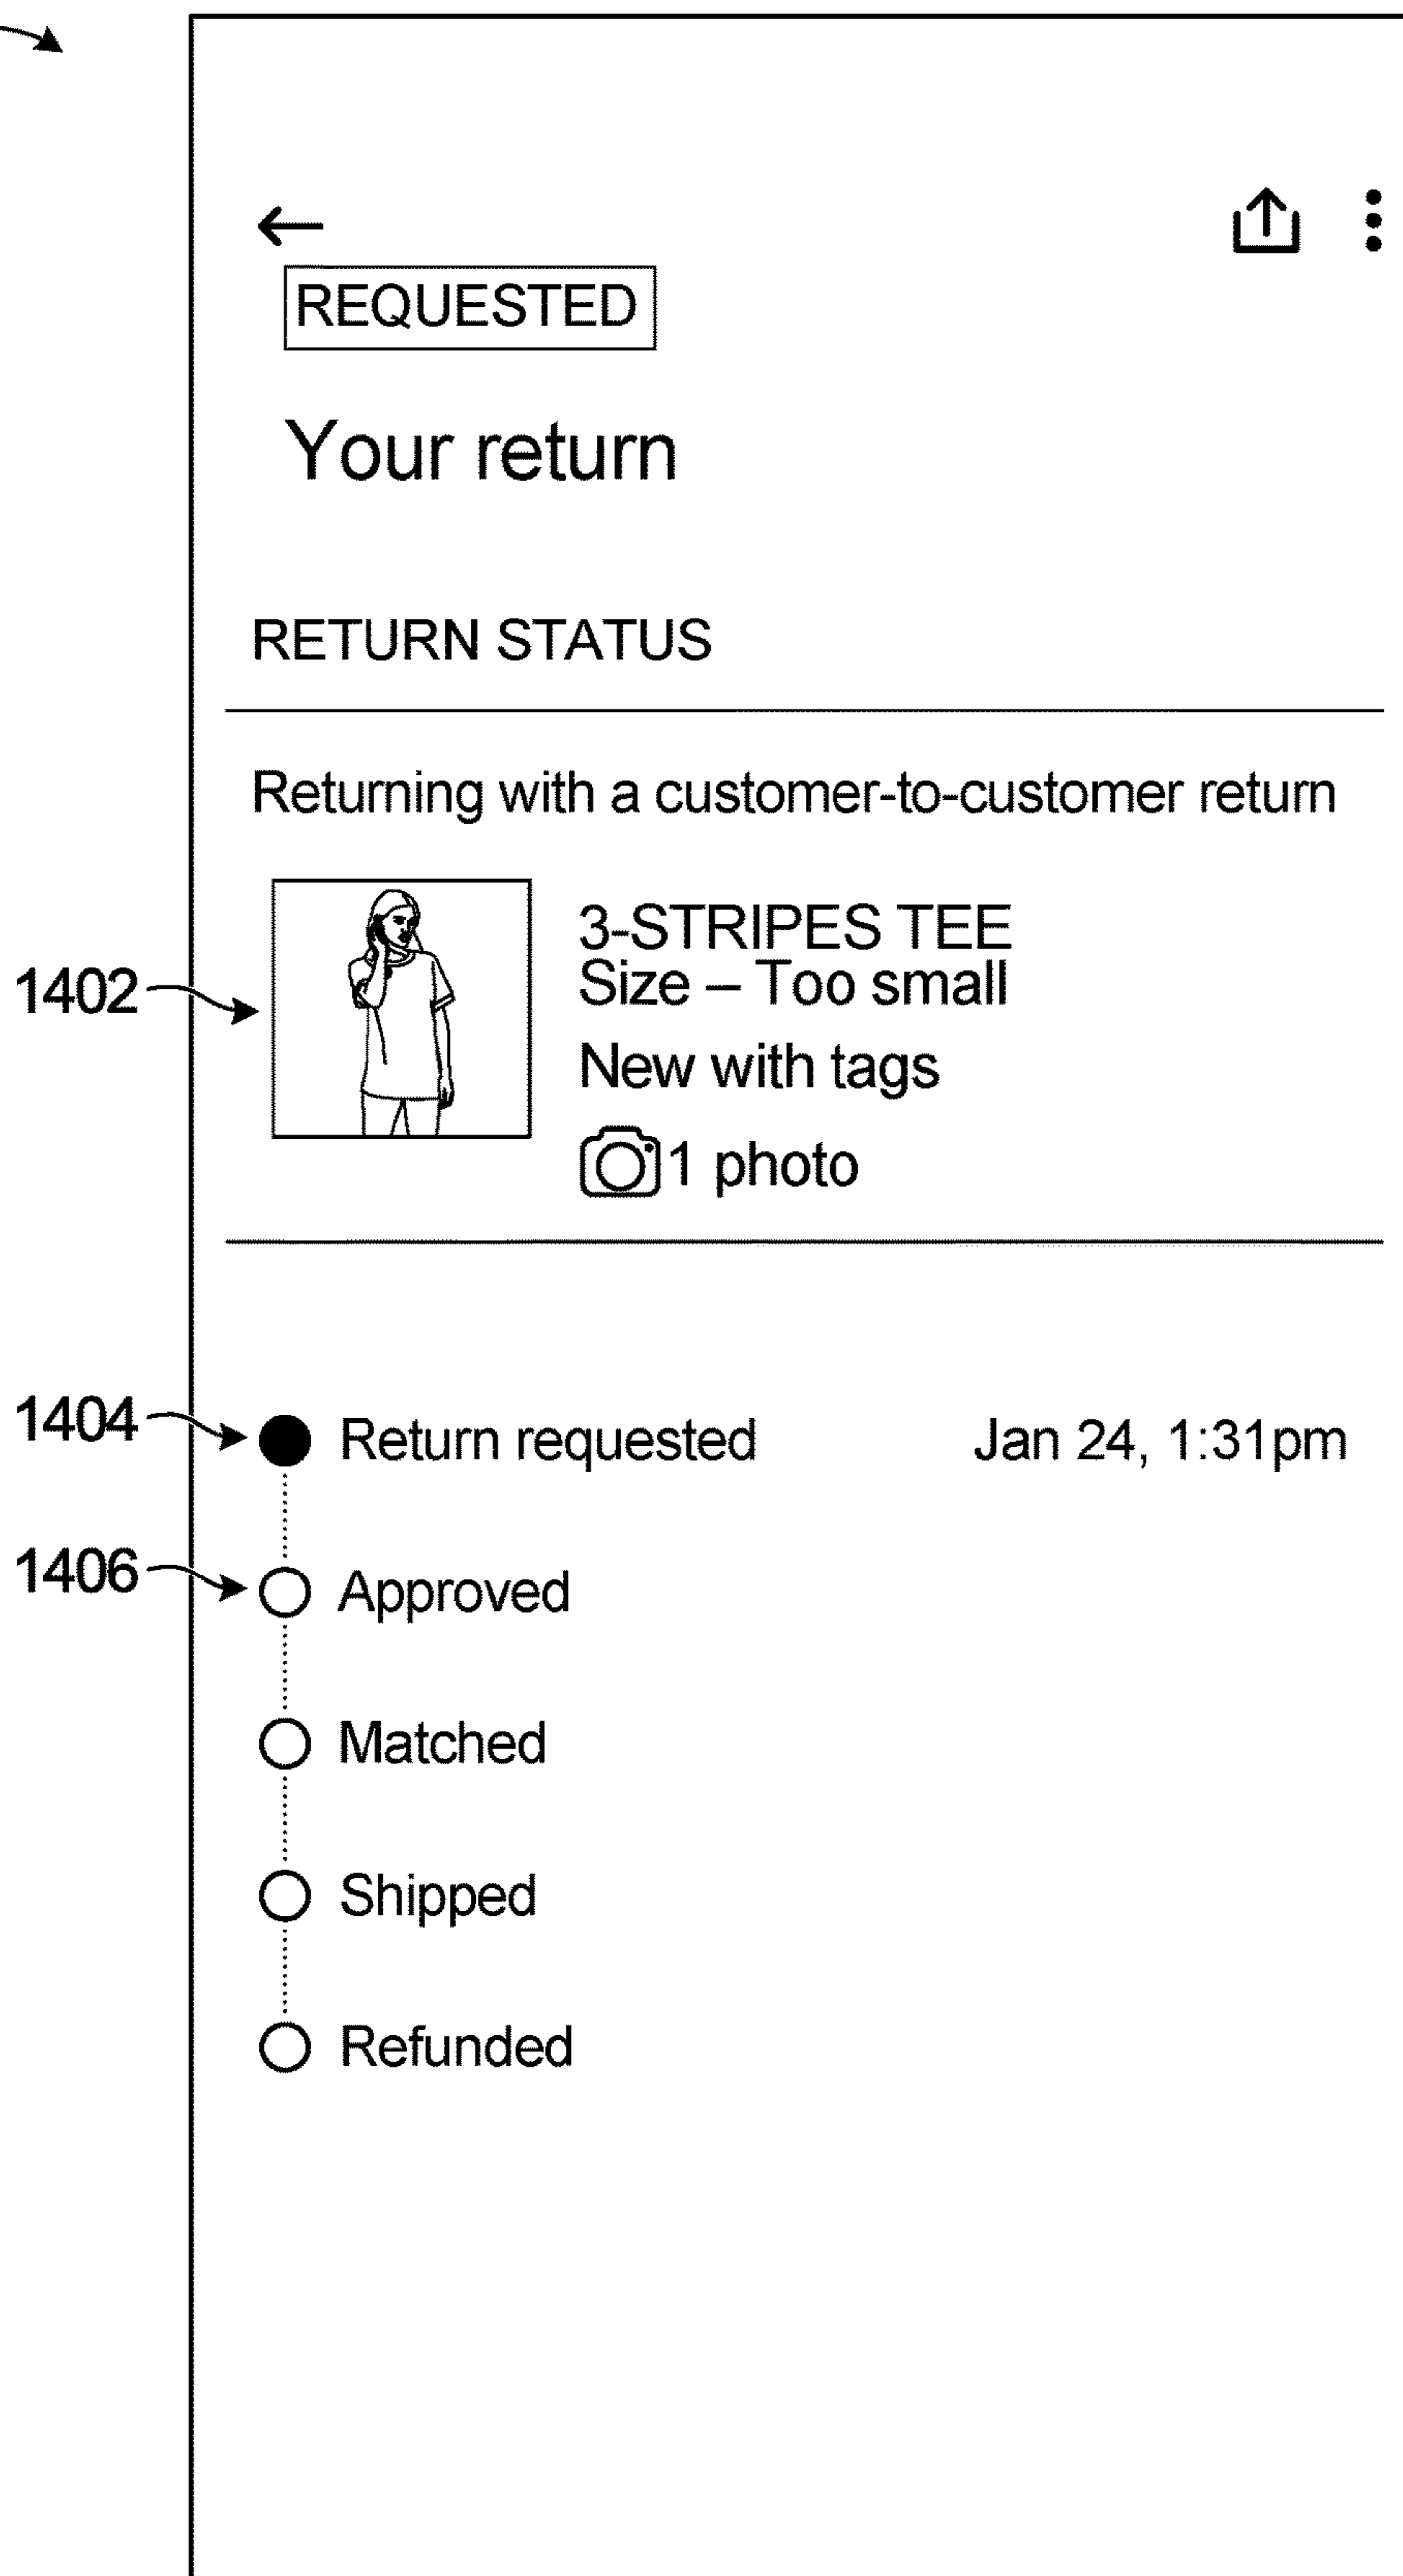 REQUESTED
Your return
RETURN STATUS
Returning with a customer-to-customer return
3-STRIPES TEE
Size – Too small
1402
New with tags
1 photo
1404
Return requested Jan 24, 1:31pm
1406
Approved
Matched
Shipped
Refunded